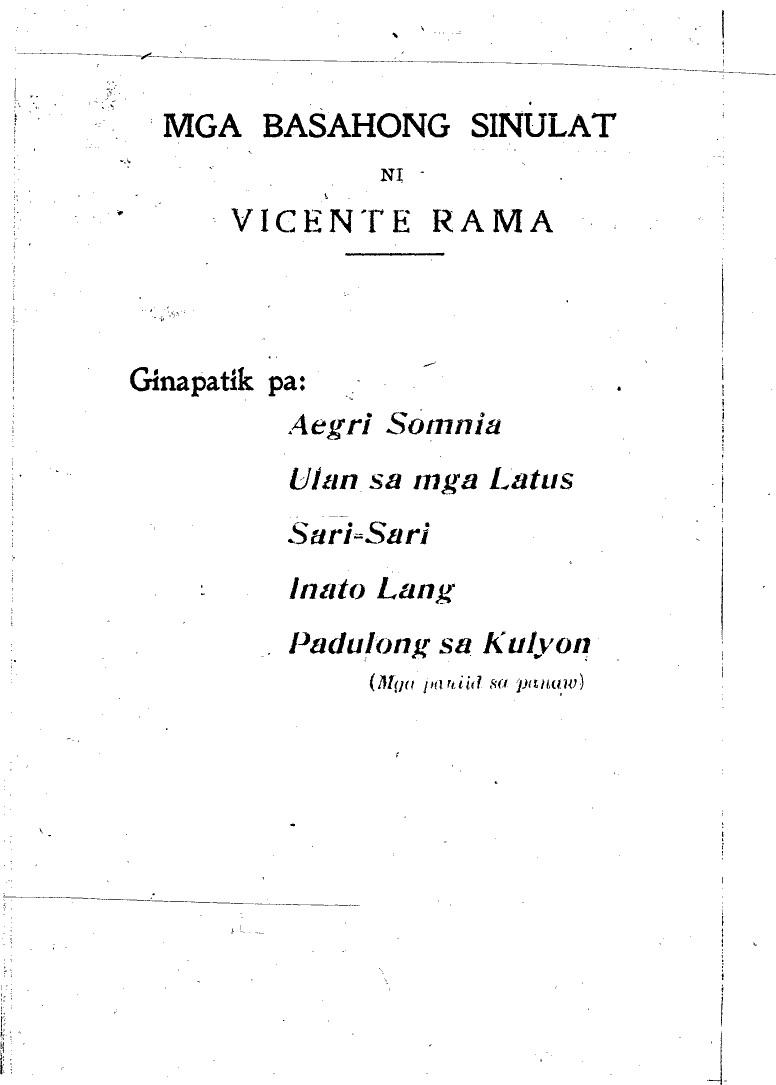 MGA BASAHONG SINULAT
NI
VICENTE RAMA
Ginapatik pa:
Aegri Somnia
Ulan sa mga Latus
Sari=Sari
Inato Lang
Padulong sa Kulyon
(Mga paniid sa panaw)